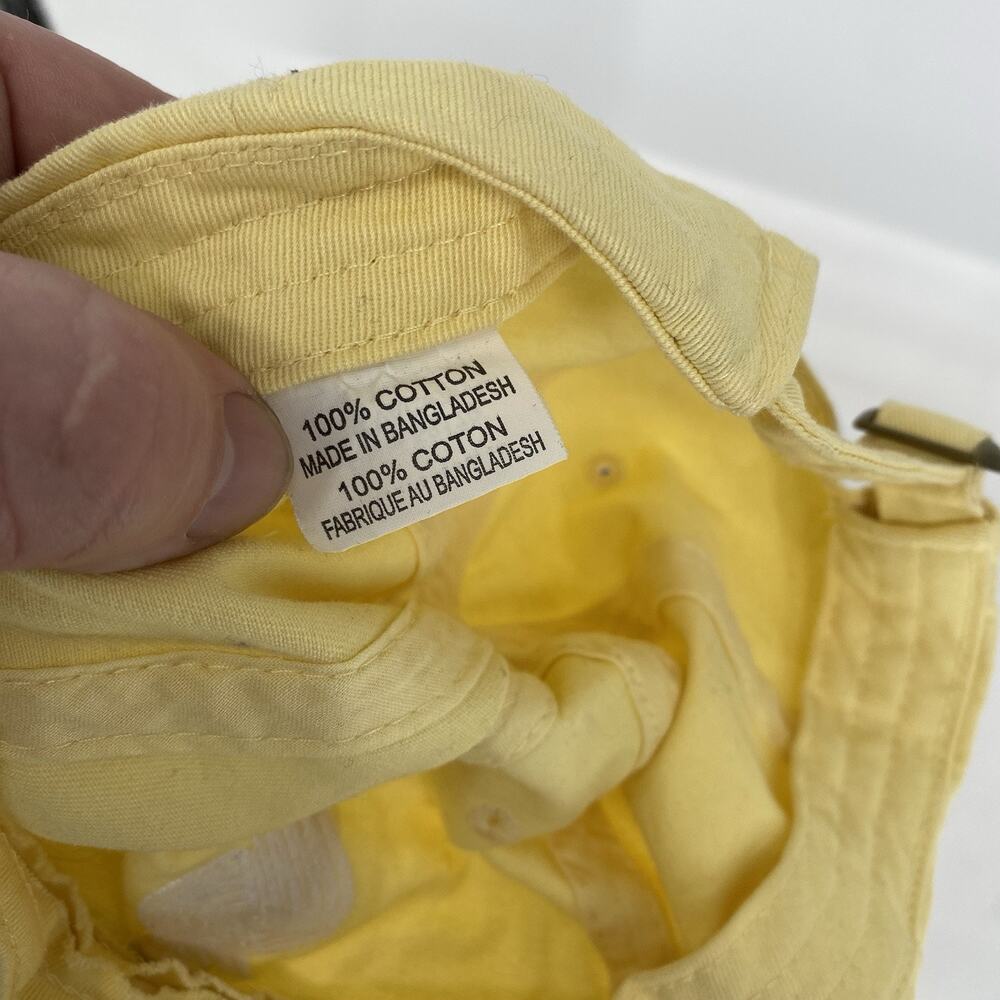 100% COTTON
MADE IN BANGLADESH
100% COTON
FABRIQUE AU BANGLADESH